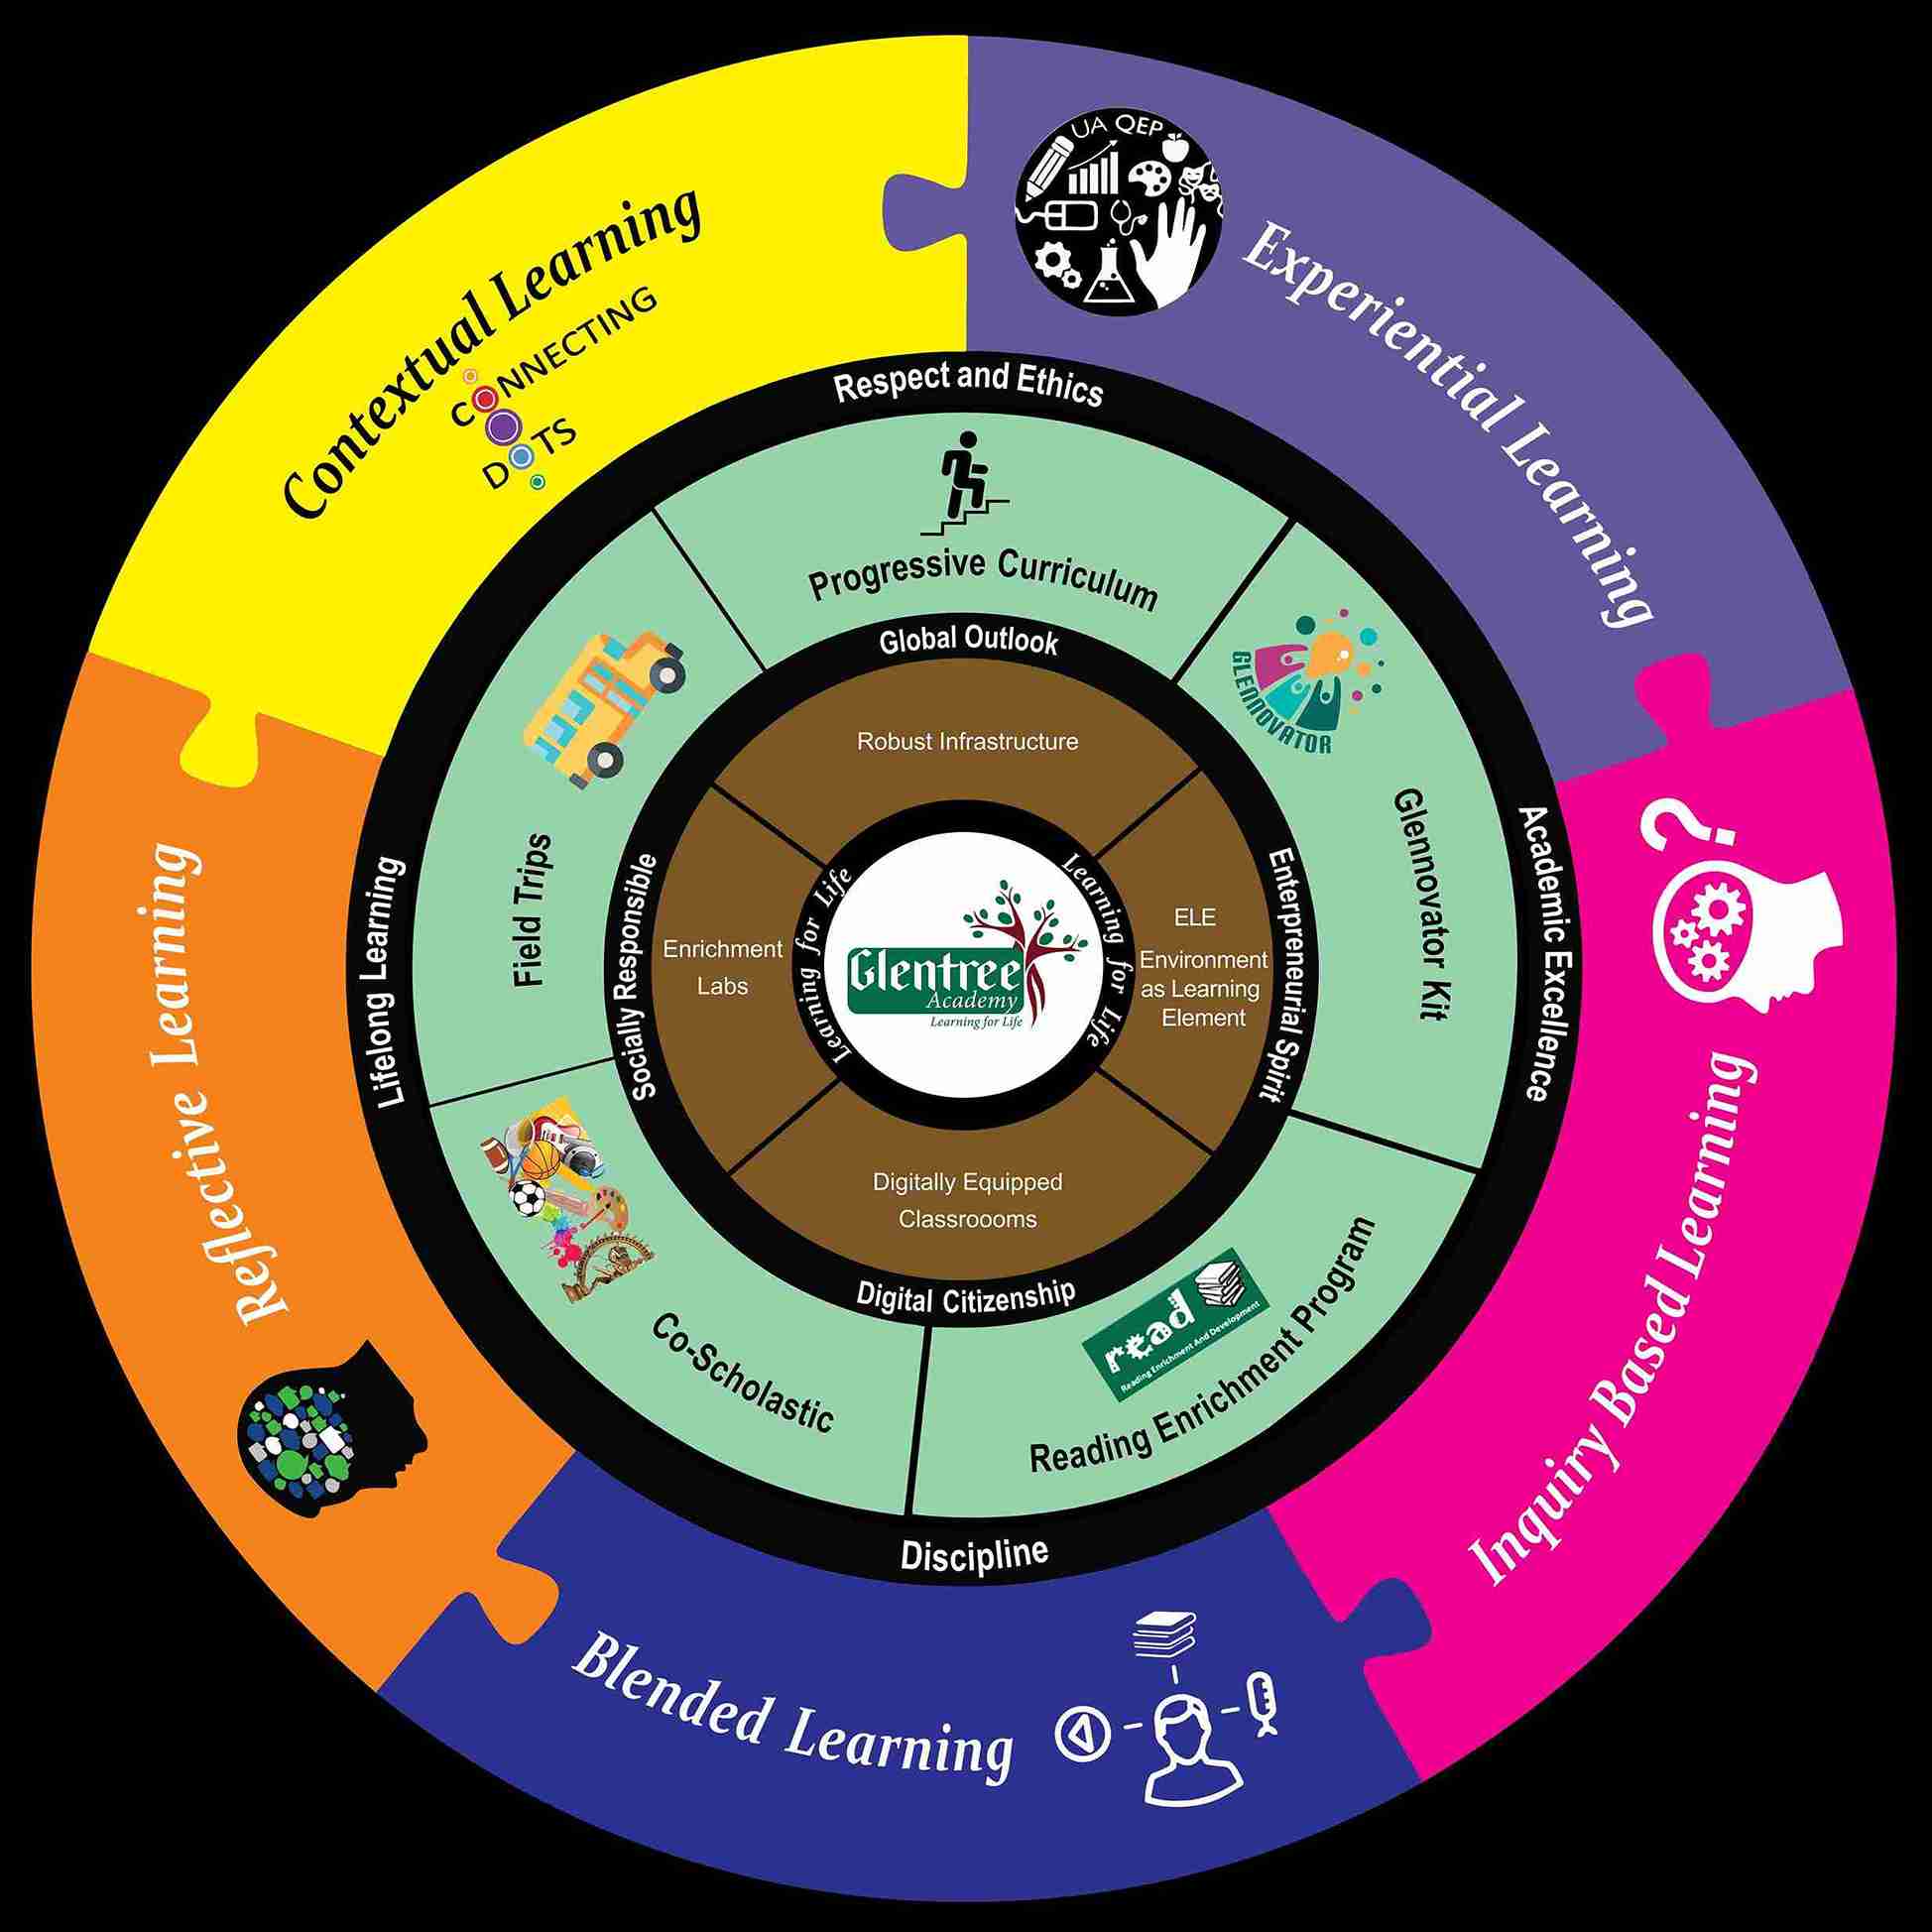 Contextual Learning
CONNECTING
DOTS
UA QEP
Experiential Learning
Inquiry Based Learning
Blended Learning
Reflective Learning
Respect and Ethics
Academic Excellence
Discipline
Lifelong Learning
Progressive Curriculum
GLENNOVATOR
Glennovator Kit
read
Reading Enrichment And Development
Reading Enrichment Program
Co-Scholastic
Field Trips
Global Outlook
Enterpreneurial Spirit
Digital Citizenship
Socially Responsible
Robust Infrastructure
ELE
Environment
as Learning
Element
Digitally Equipped
Classroooms
Enrichment
Labs
Learning for Life
Learning for Life
Glentree
Academy
Learning for Life